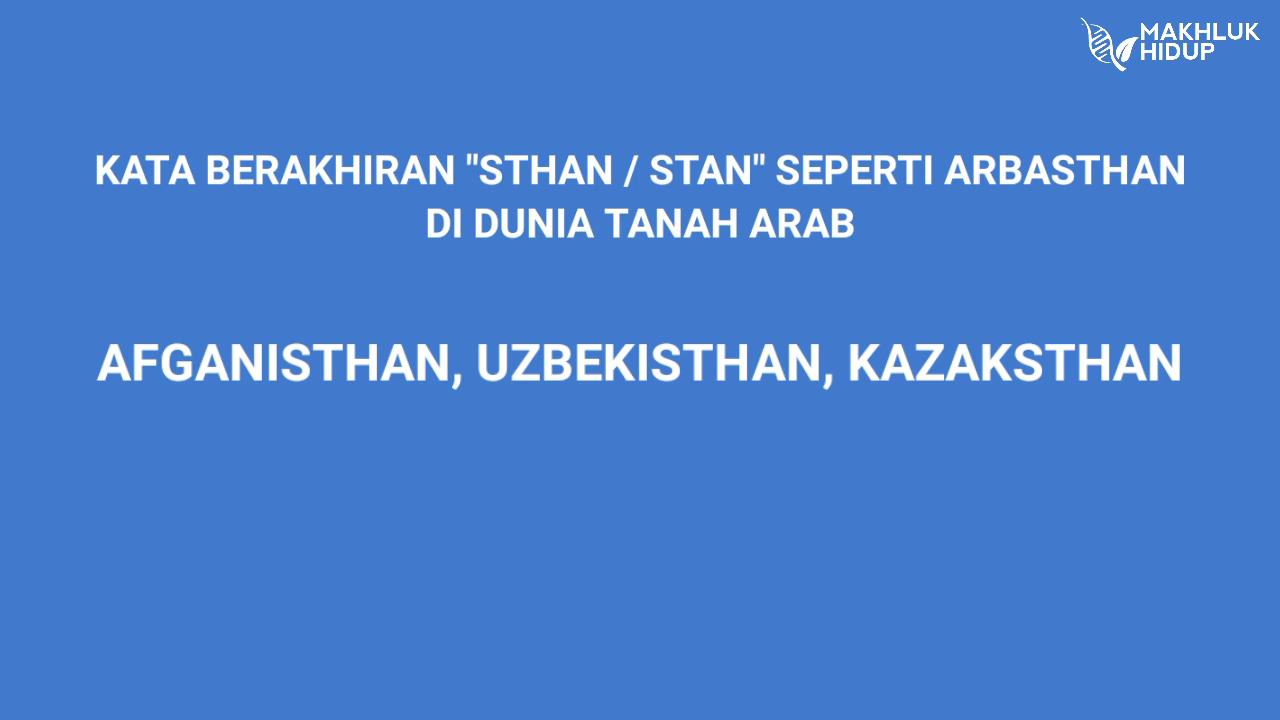 MAKHLUK
HIDUP
KATA BERAKHIRAN "STHAN / STAN" SEPERTI ARBASTHAN
DI DUNIA TANAH ARAB
AFGANISTHAN, UZBEKISTHAN, KAZAKSTHAN